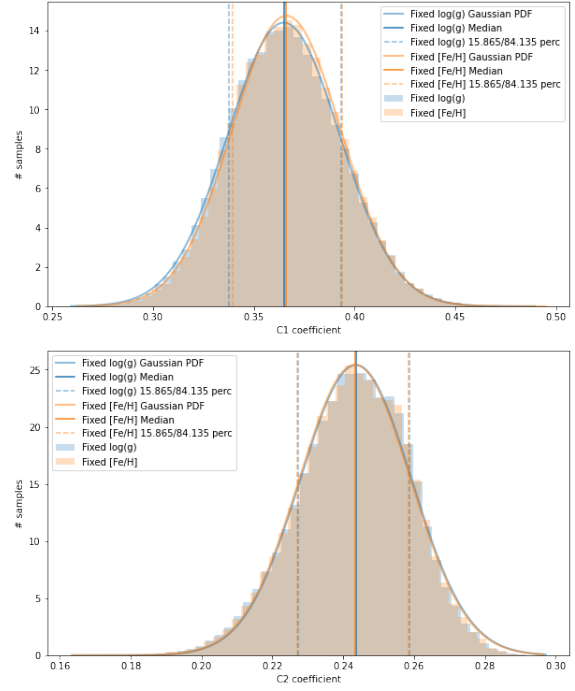 14
12
10
8
6
4
2
0
# samples
Fixed log(g) Gaussian PDF
Fixed log(g) Median
Fixed log(g) 15.865/84.135 perc
Fixed [Fe/H] Gaussian PDF
Fixed [Fe/H] Median
Fixed [Fe/H] 15.865/84.135 perc
Fixed log(g)
Fixed [Fe/H]
0.25 0.30 0.35 0.40 0.45 0.50
C1 coefficient
25
20
15
10
5
0
# samples
Fixed log(g) Gaussian PDF
Fixed log(g) Median
Fixed log(g) 15.865/84.135 perc
Fixed [Fe/H] Gaussian PDF
Fixed [Fe/H] Median
Fixed [Fe/H] 15.865/84.135 perc
Fixed log(g)
Fixed [Fe/H]
0.16 0.18 0.20 0.22 0.24 0.26 0.28 0.30
C2 coefficient